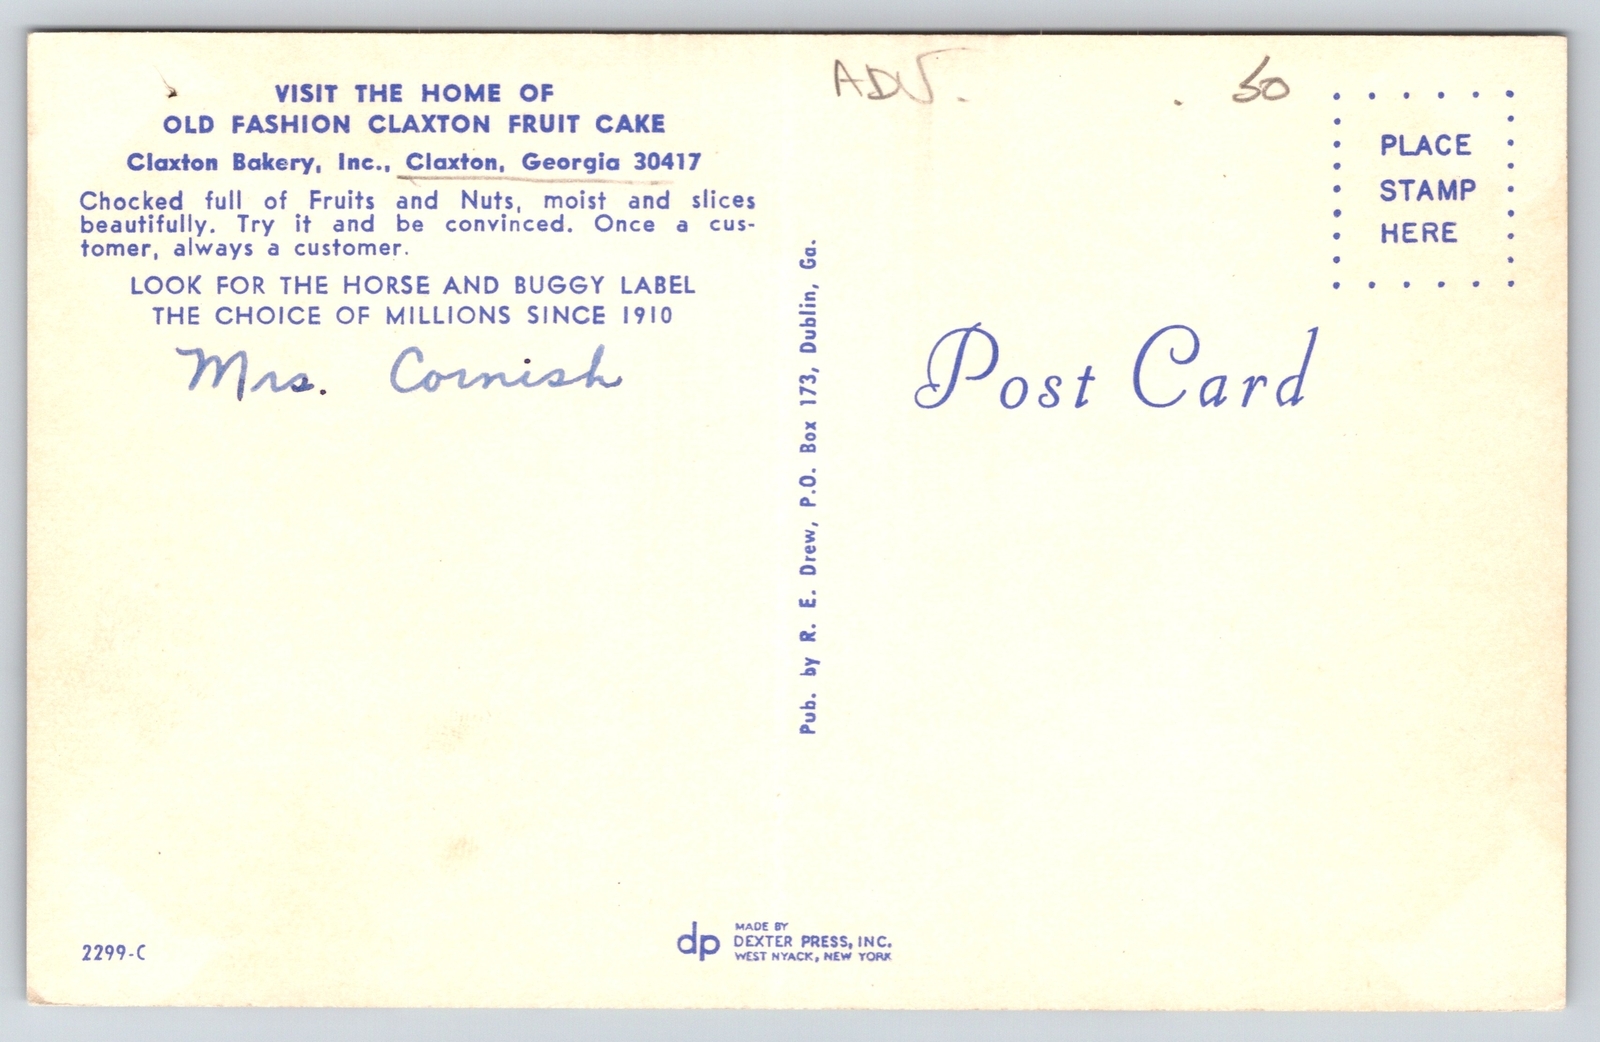 VISIT THE HOME OF
OLD FASHION CLAXTON FRUIT CAKE
Claxton Bakery, Inc., Claxton, Georgia 30417
Chocked full of Fruits and Nuts, moist and slices
beautifully. Try it and be convinced. Once a cus-
tomer, always a customer.
LOOK FOR THE HORSE AND BUGGY LABEL
THE CHOICE OF MILLIONS SINCE 1910
Mrs. Cornish
2299-C
Pub. by R. E. Drew, P.O. Box 173, Dublin, Ga.
dp
MADE BY
DEXTER PRESS, INC.
WEST NYACK, NEW YORK
ADV.
.50
PLACE
STAMP
HERE
Post Card